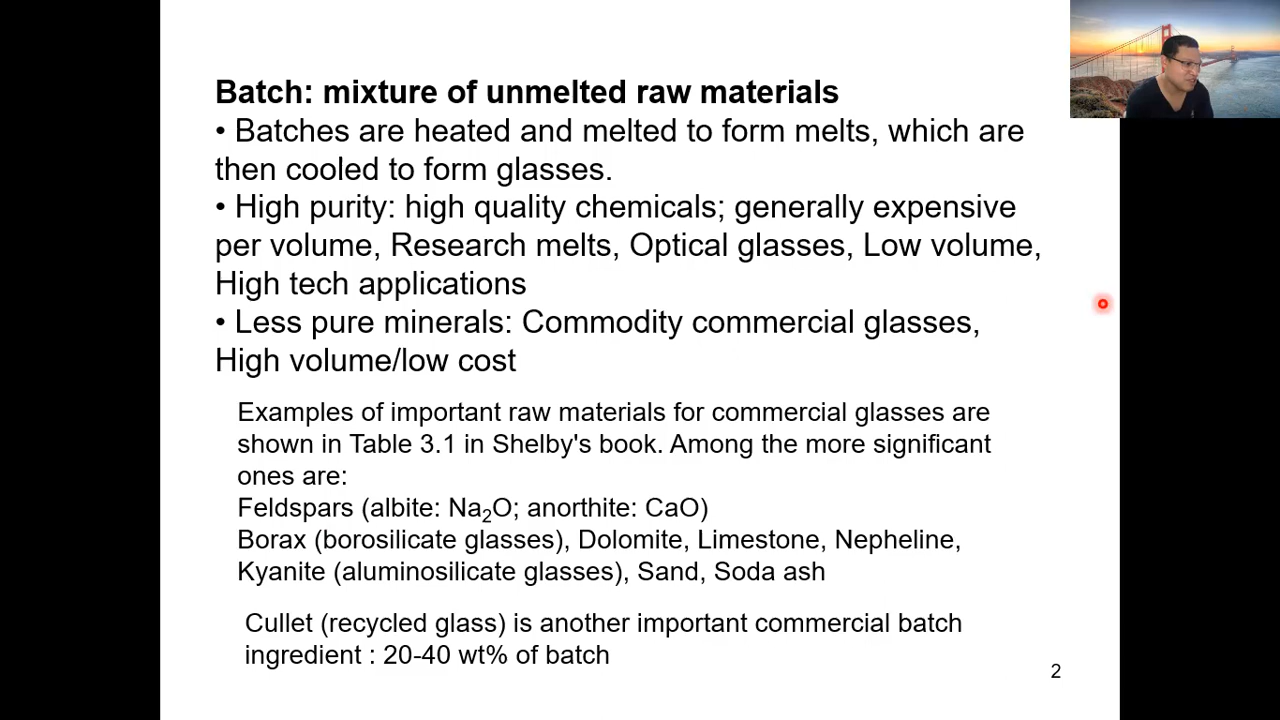 Batch: mixture of unmelted raw materials
• Batches are heated and melted to form melts, which are
then cooled to form glasses.
• High purity: high quality chemicals; generally expensive
per volume, Research melts, Optical glasses, Low volume,
High tech applications
• Less pure minerals: Commodity commercial glasses,
High volume/low cost
Examples of important raw materials for commercial glasses are
shown in Table 3.1 in Shelby's book. Among the more significant
ones are:
Feldspars (albite: Na₂O; anorthite: CaO)
Borax (borosilicate glasses), Dolomite, Limestone, Nepheline,
Kyanite (aluminosilicate glasses), Sand, Soda ash
Cullet (recycled glass) is another important commercial batch
ingredient : 20-40 wt% of batch
2